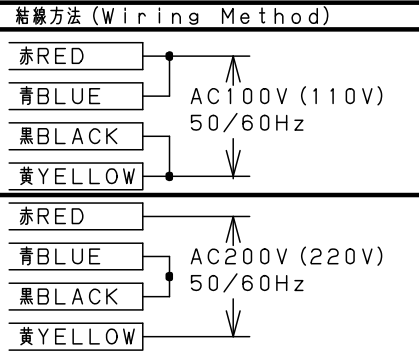 結線方法(Wiring Method)
赤RED
青BLUE
AC100V(110V)
50/60Hz
黒BLACK
黄YELLOW
赤RED
青BLUE
AC200V(220V)
50/60Hz
黒BLACK
黄YELLOW